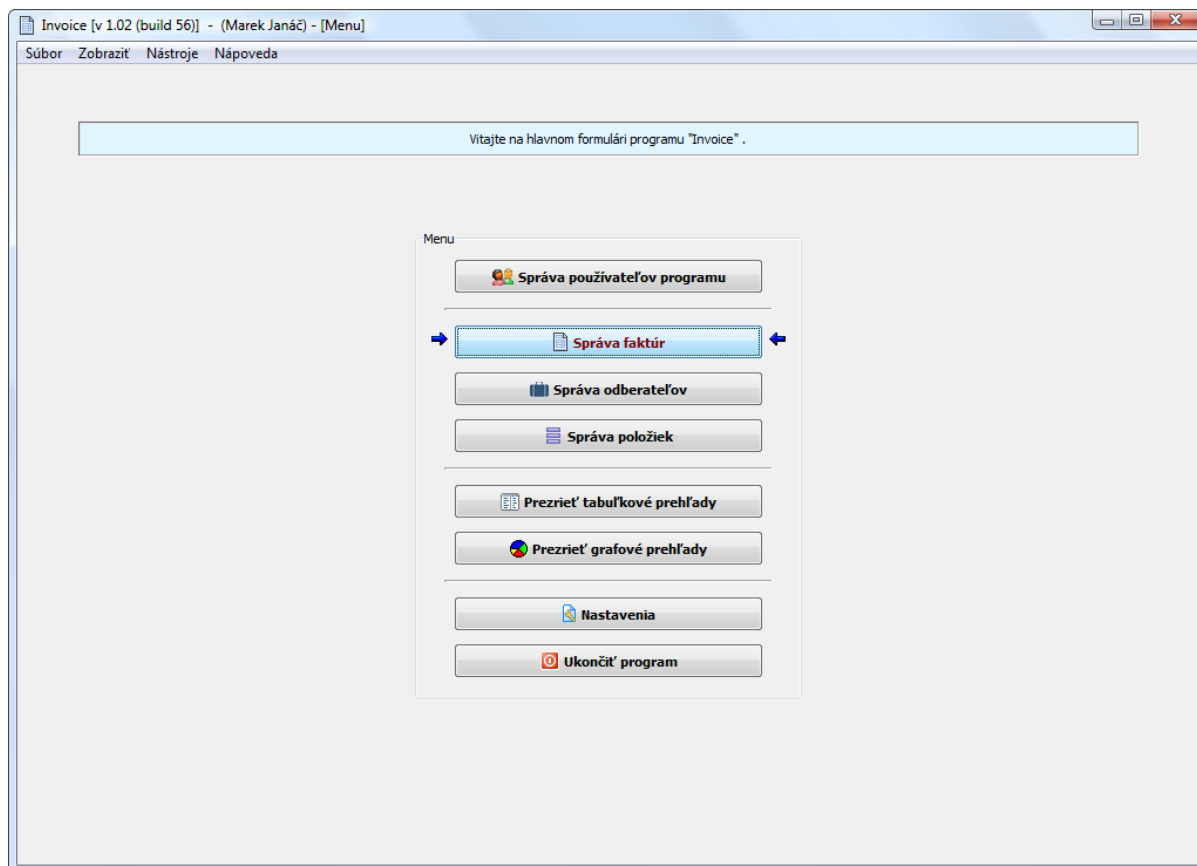 Invoice [v 1.02 (build 56)] - (Marek Janáč) - [Menu]
Súbor Zobraziť Nástroje Nápoveda
Vitajte na hlavnom formulári programu "Invoice" .
Menu
Správa používateľov programu
Správa faktúr
Správa odberateľov
Správa položiek
Prezrieť tabuľkové prehľady
Prezrieť grafové prehľady
Nastavenia
Ukončiť program